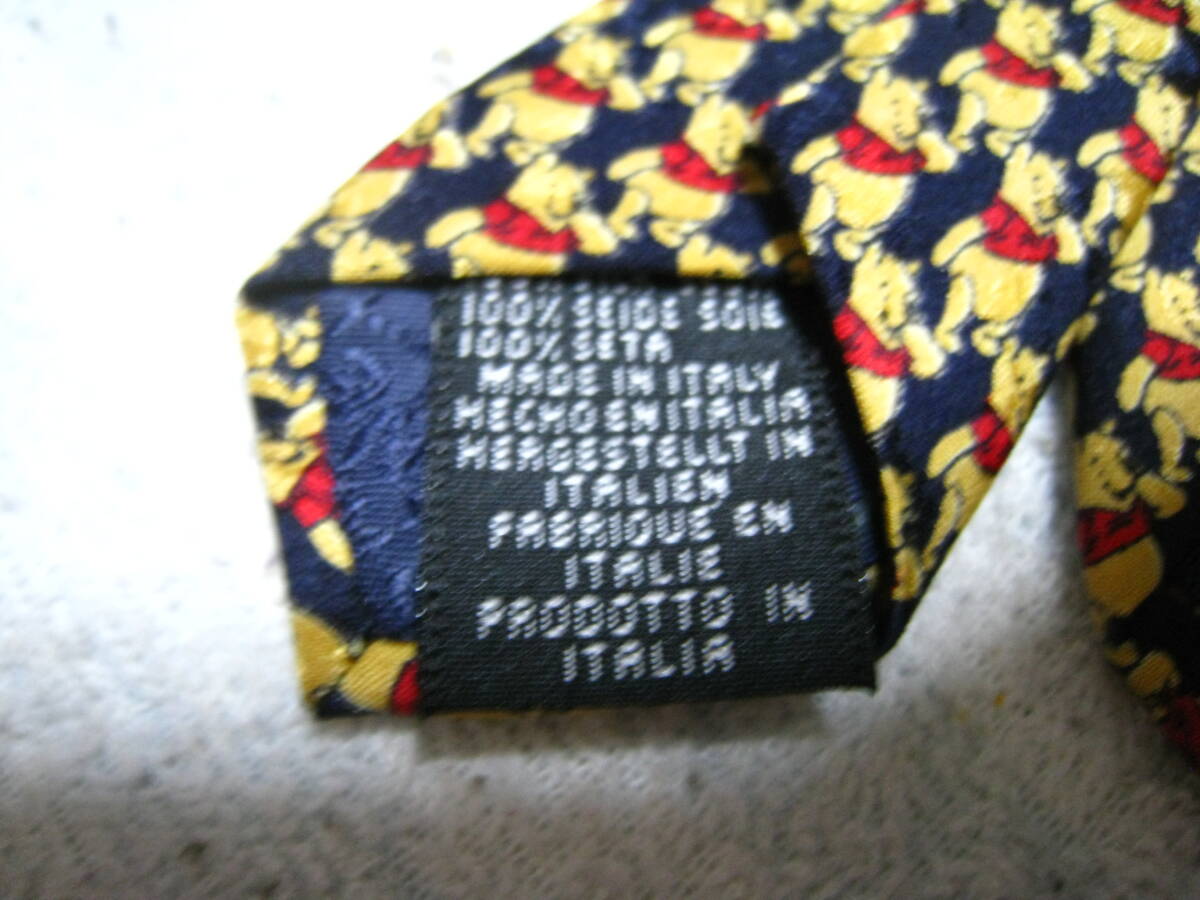 100% SEIDE SOIE
100% SETA
MADE IN ITALY
HECHO EN ITALIA
HERGESTELLT IN
ITALIEN
FABRIQUE EN
ITALIE
PRODOTTO IN
ITALIA